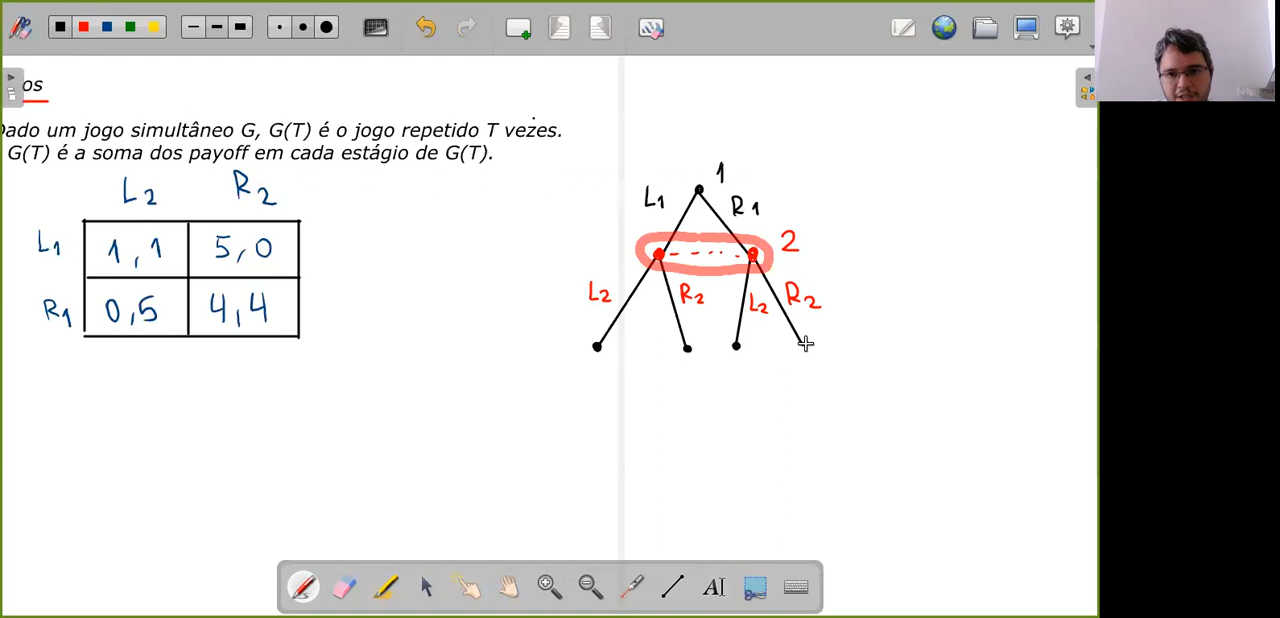 os
Dado um jogo simultâneo G, G(T) é o jogo repetido T vezes.
G(T) é a soma dos payoff em cada estágio de G(T).
L2 R2
L1 1,1 5,0
R1 0,5 4,4
1
L1 R1
2
L2 R2 L2 R2
AI